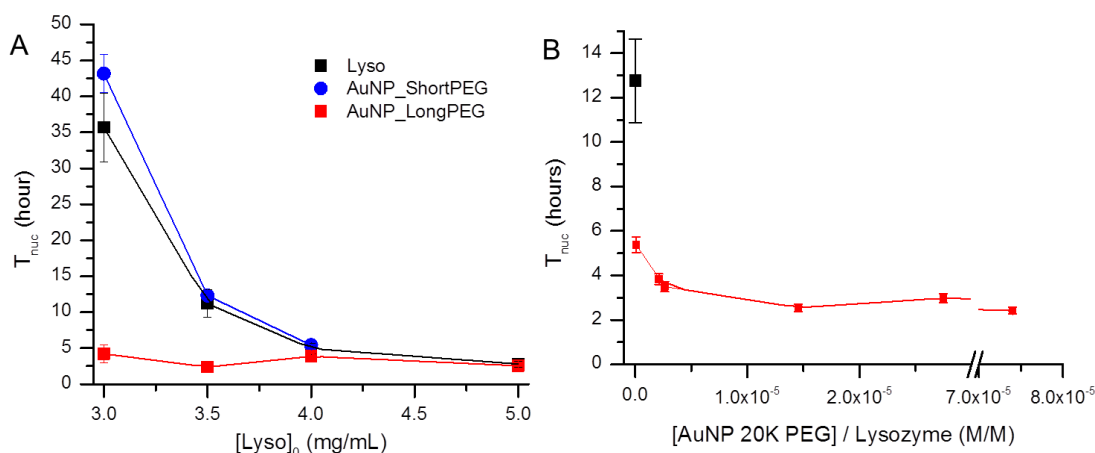 A
T_nuc (hour)
50
45
40
35
30
25
20
15
10
5
0
Lyso
AuNP_ShortPEG
AuNP_LongPEG
3.0 3.5 4.0 4.5 5.0
[Lyso]₀ (mg/mL)
B
T_nuc (hours)
14
12
10
8
6
4
2
0
0.0 1.0x10⁻⁵ 2.0x10⁻⁵ 7.0x10⁻⁵ 8.0x10⁻⁵
[AuNP 20K PEG] / Lysozyme (M/M)